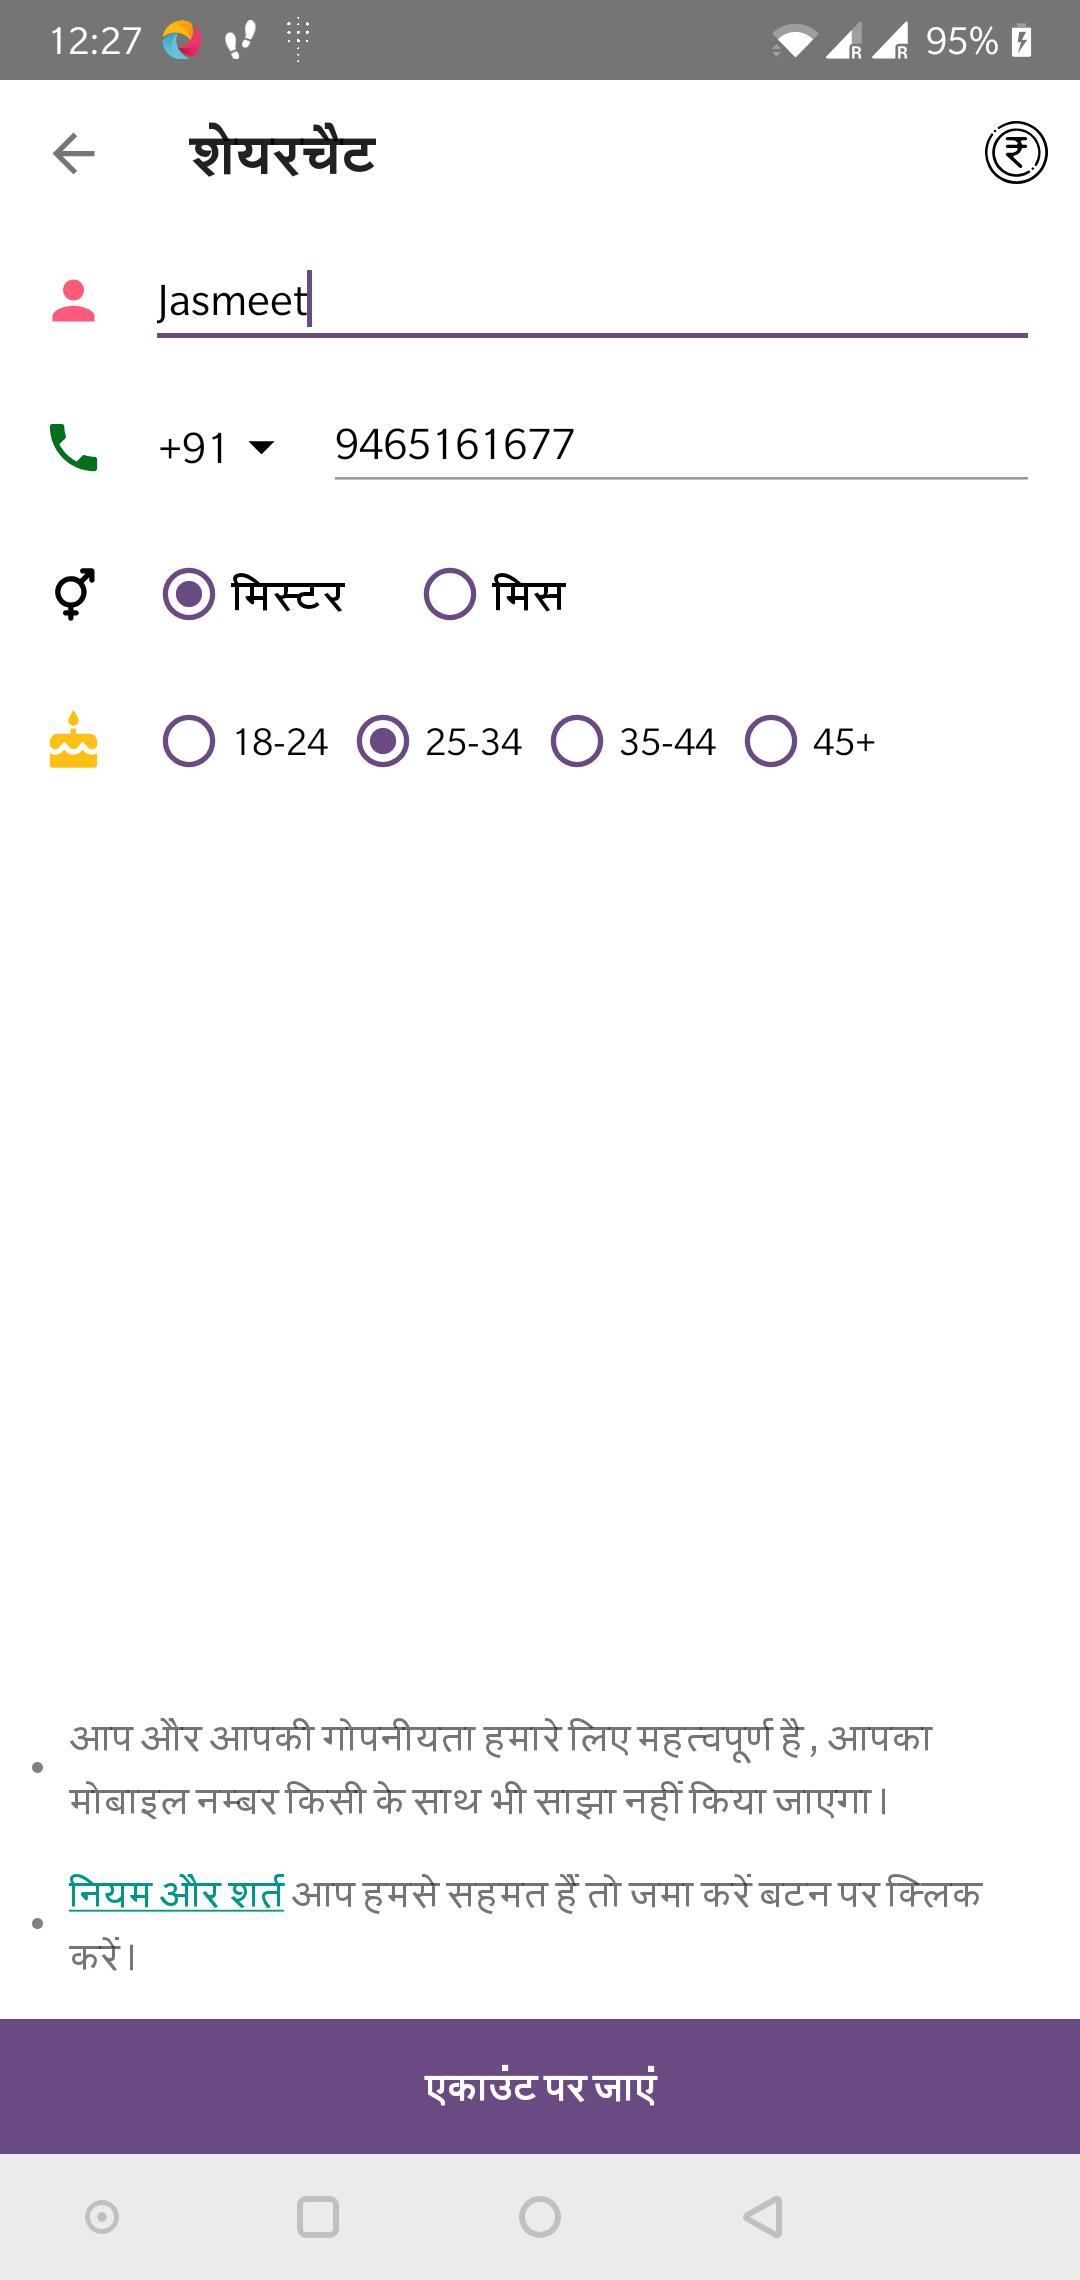 12:27
95%
शेयरचैट
Jasmeet
+91 9465161677
मिस्टर मिस
18-24 25-34 35-44 45+
आप और आपकी गोपनीयता हमारे लिए महत्वपूर्ण है , आपका
मोबाइल नम्बर किसी के साथ भी साझा नहीं किया जाएगा।
नियम और शर्त आप हमसे सहमत हैं तो जमा करें बटन पर क्लिक
करें।
एकाउंट पर जाएं